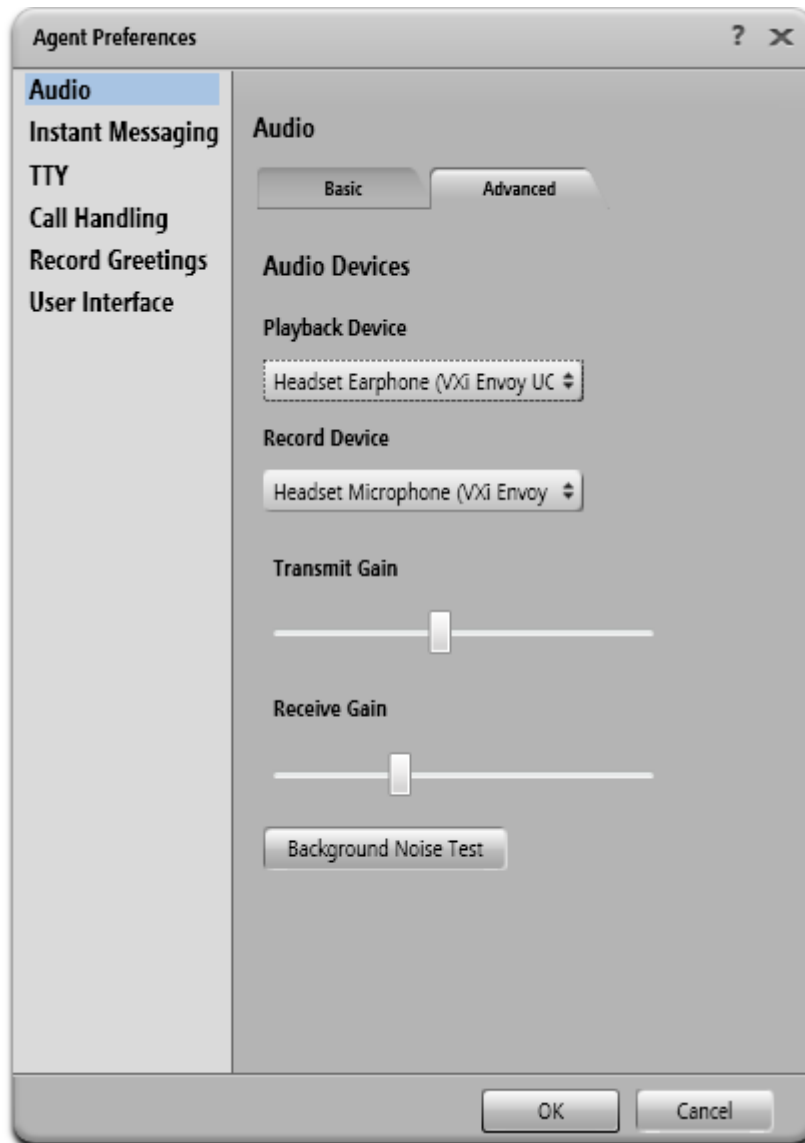 Agent Preferences ?
Audio
Instant Messaging
TTY
Call Handling
Record Greetings
User Interface
Audio
Basic Advanced
Audio Devices
Playback Device
Headset Earphone (VXi Envoy UC
Record Device
Headset Microphone (VXi Envoy
Transmit Gain
Receive Gain
Background Noise Test
OK Cancel